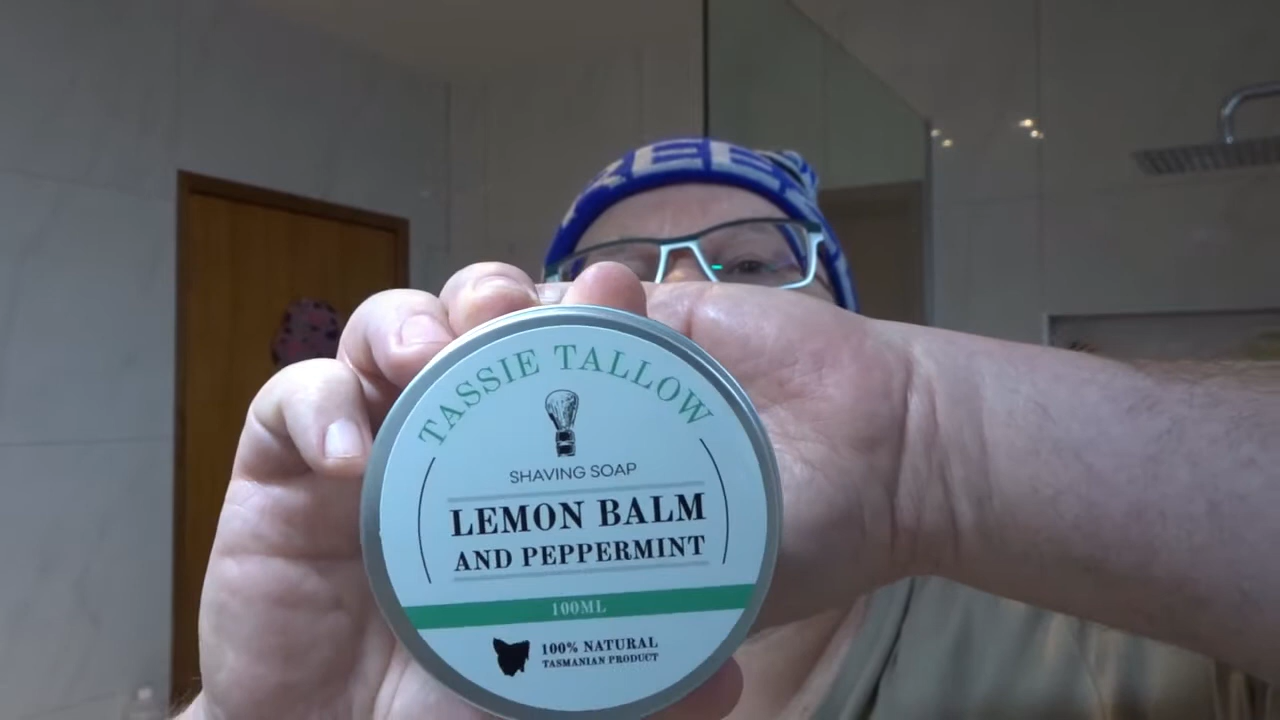 TASSIE TALLOW
SHAVING SOAP
LEMON BALM
AND PEPPERMINT
100ML
100% NATURAL
TASMANIAN PRODUCT